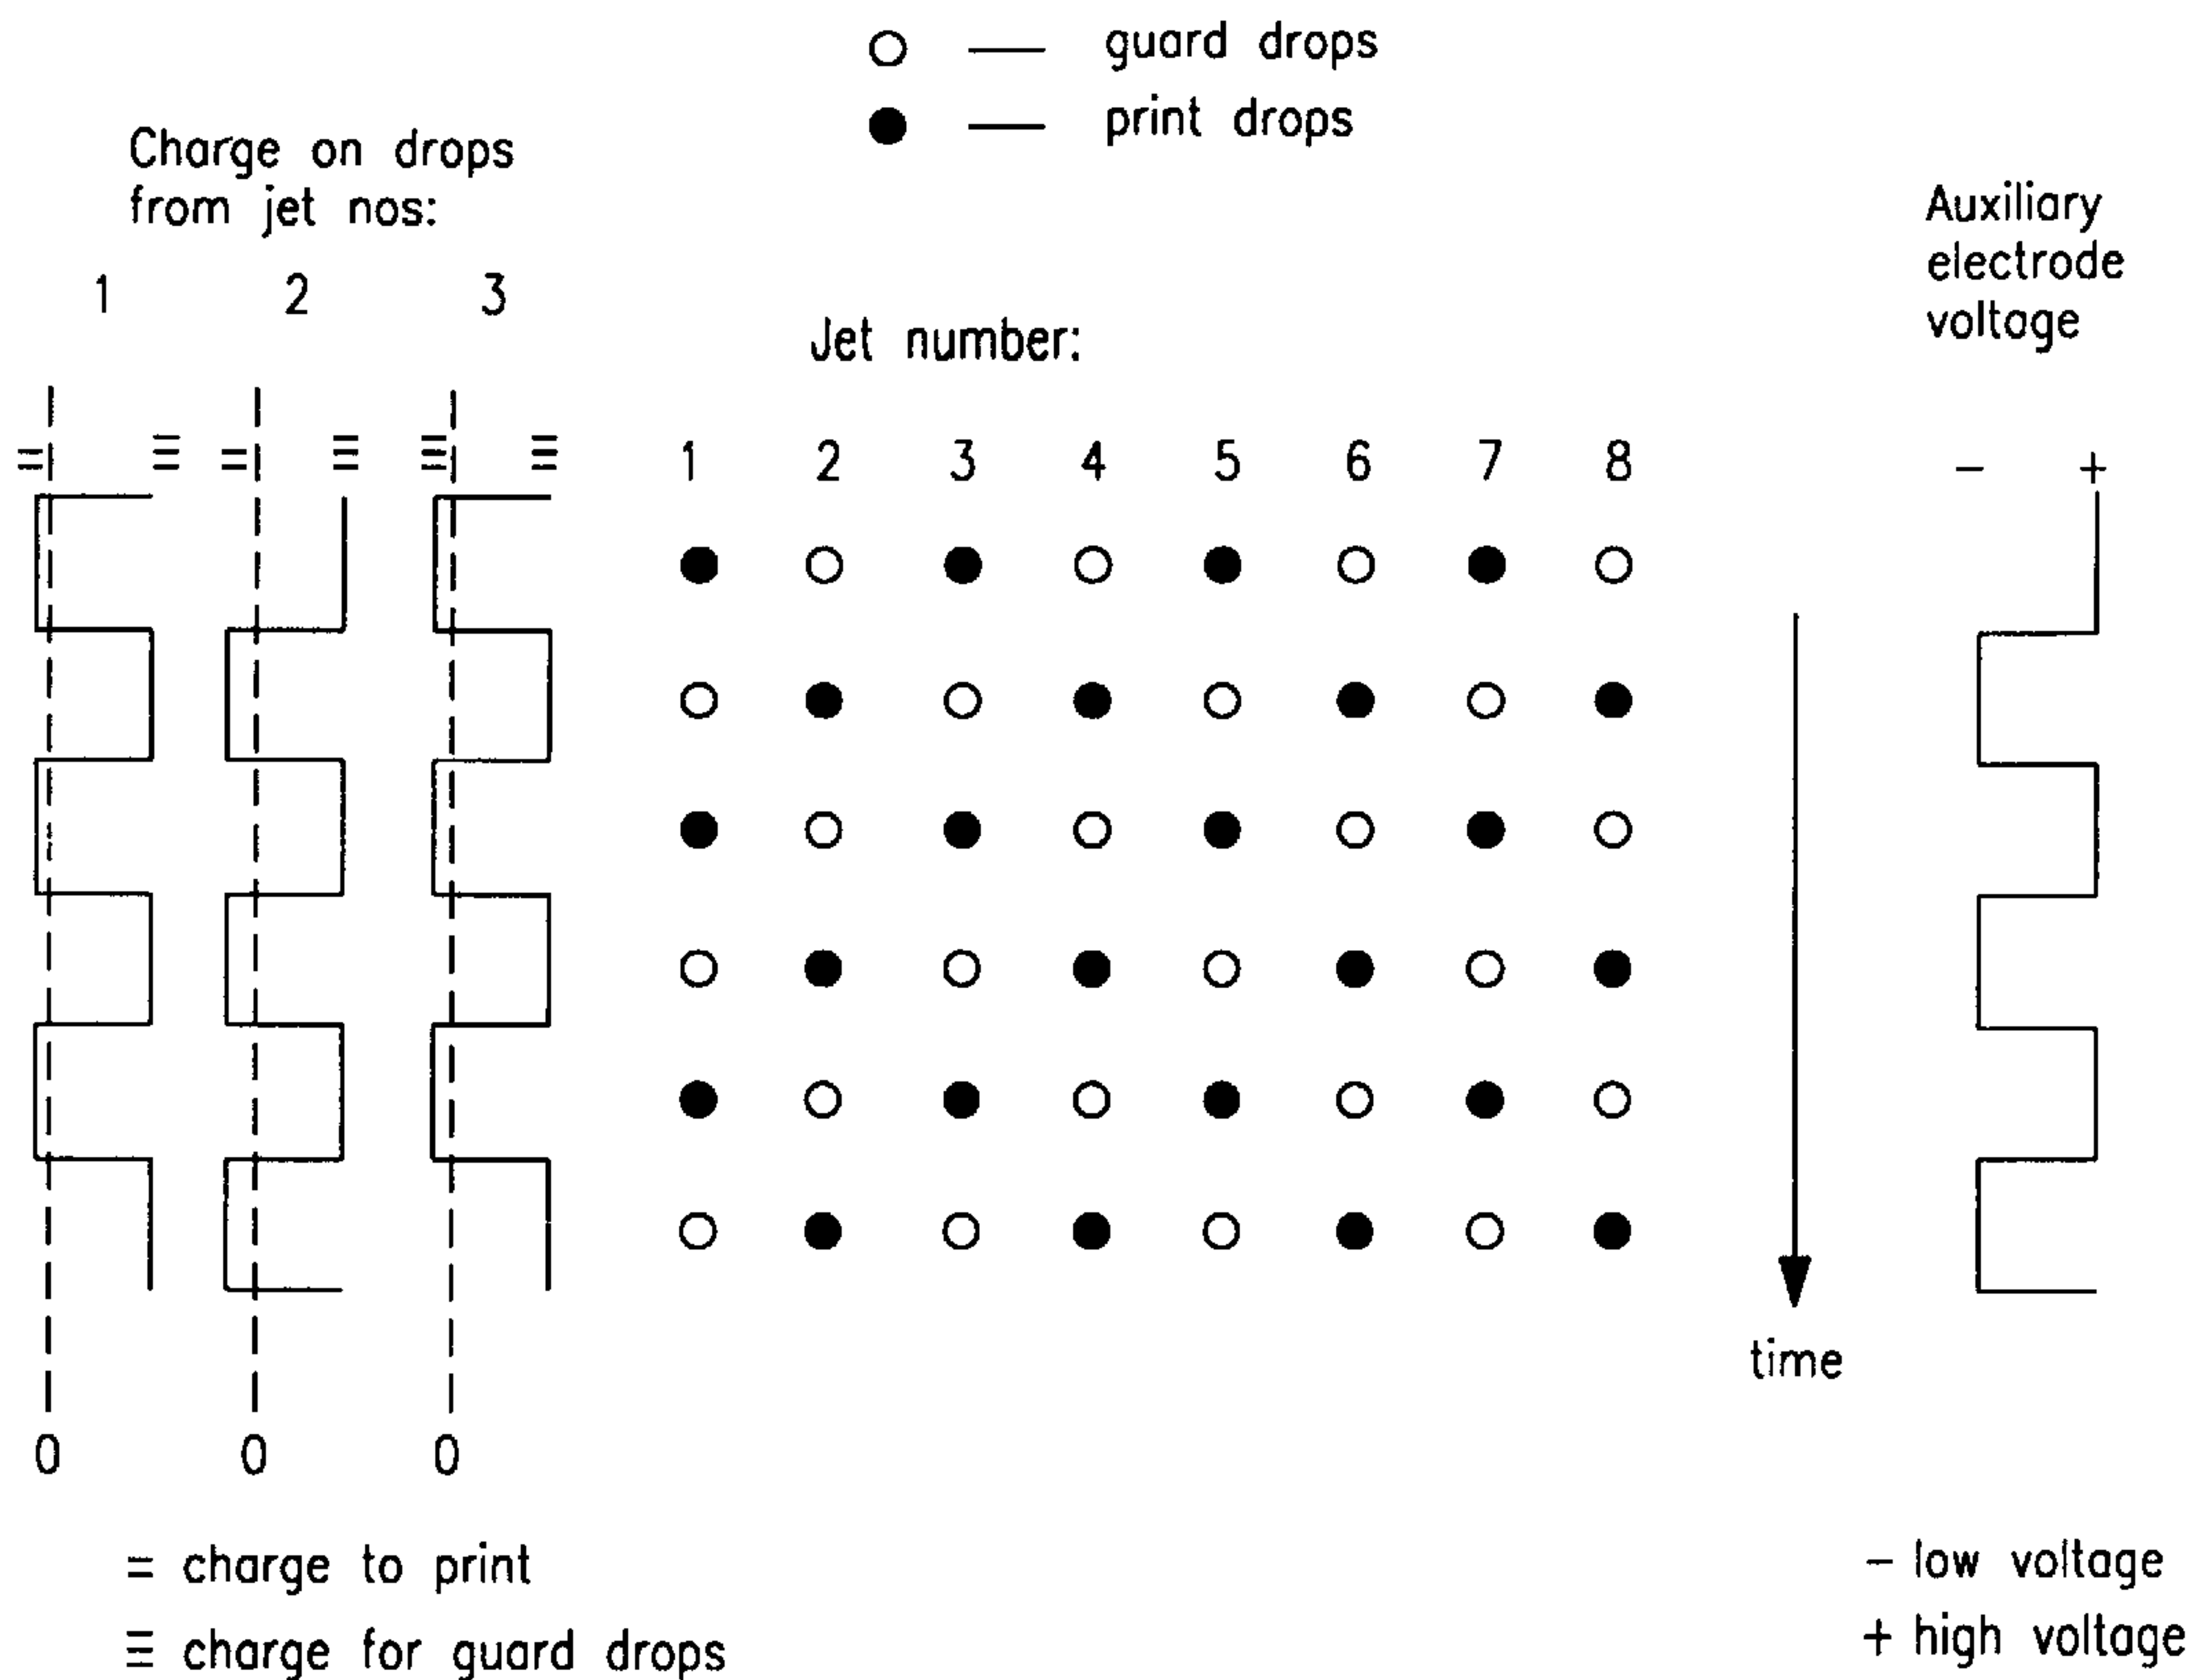 guard drops
print drops
Charge on drops
from jet nos:
1 2 3
Auxiliary
electrode
voltage
Jet number:
1 2 3 4 5 6 7 8
- +
time
0 0 0
= charge to print
≡ charge for guard drops
- low voltage
+ high voltage